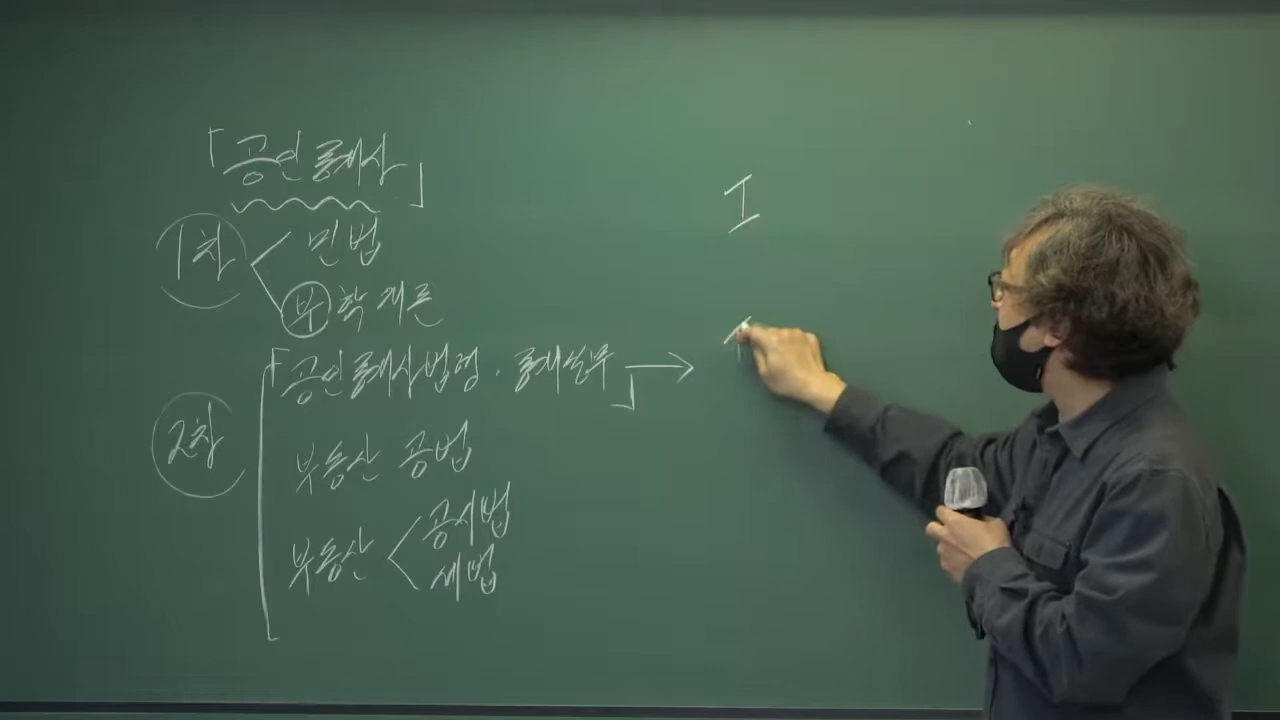 「공인중개사」
1차
민법
부학개론
2차
「공인중개사법령·중개실무」→
부동산 공법
부동산
공시법
세법
I